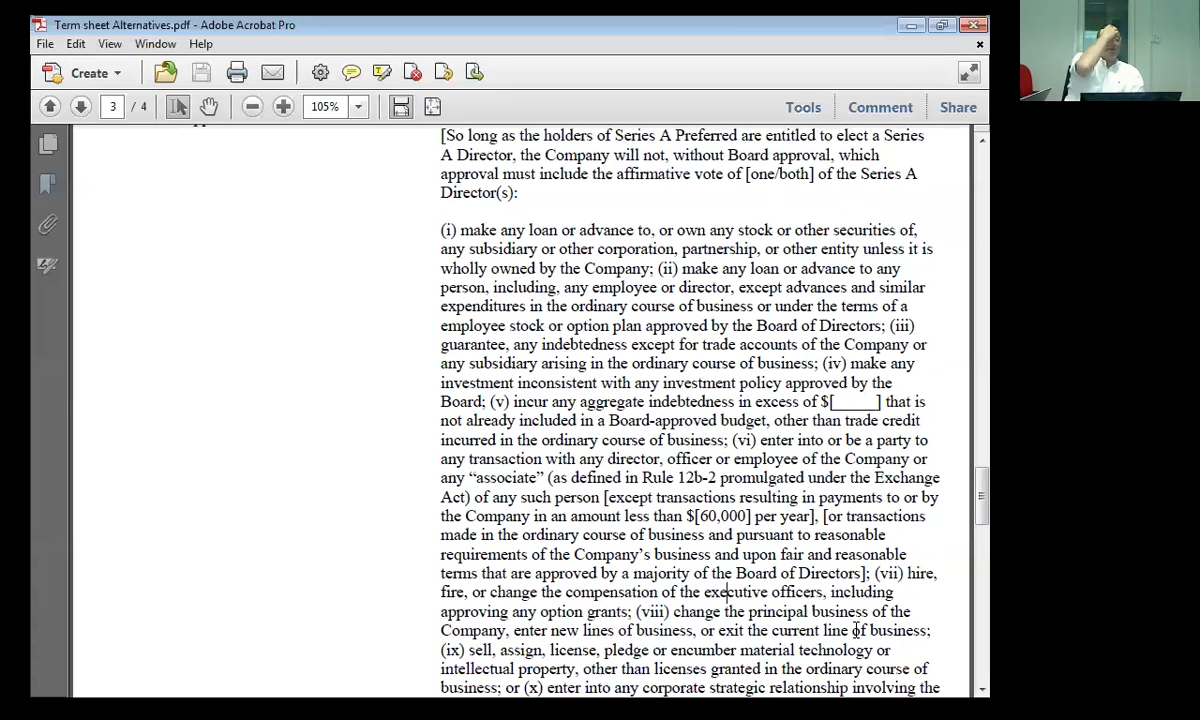 Term sheet Alternatives.pdf - Adobe Acrobat Pro
File Edit View Window Help
Create
3 / 4 105% Tools Comment Share
[So long as the holders of Series A Preferred are entitled to elect a Series
A Director, the Company will not, without Board approval, which
approval must include the affirmative vote of [one/both] of the Series A
Director(s):
(i) make any loan or advance to, or own any stock or other securities of,
any subsidiary or other corporation, partnership, or other entity unless it is
wholly owned by the Company; (ii) make any loan or advance to any
person, including, any employee or director, except advances and similar
expenditures in the ordinary course of business or under the terms of a
employee stock or option plan approved by the Board of Directors; (iii)
guarantee, any indebtedness except for trade accounts of the Company or
any subsidiary arising in the ordinary course of business; (iv) make any
investment inconsistent with any investment policy approved by the
Board; (v) incur any aggregate indebtedness in excess of $[_____] that is
not already included in a Board-approved budget, other than trade credit
incurred in the ordinary course of business; (vi) enter into or be a party to
any transaction with any director, officer or employee of the Company or
any “associate” (as defined in Rule 12b-2 promulgated under the Exchange
Act) of any such person [except transactions resulting in payments to or by
the Company in an amount less than $[60,000] per year], [or transactions
made in the ordinary course of business and pursuant to reasonable
requirements of the Company’s business and upon fair and reasonable
terms that are approved by a majority of the Board of Directors]; (vii) hire,
fire, or change the compensation of the executive officers, including
approving any option grants; (viii) change the principal business of the
Company, enter new lines of business, or exit the current line of business;
(ix) sell, assign, license, pledge or encumber material technology or
intellectual property, other than licenses granted in the ordinary course of
business; or (x) enter into any corporate strategic relationship involving the